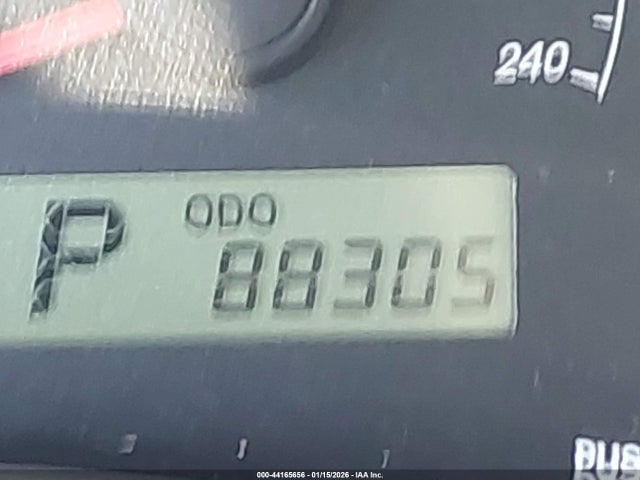 240
P ODO
88305
000-44165656 - 01/15/2026 - IAA Inc.